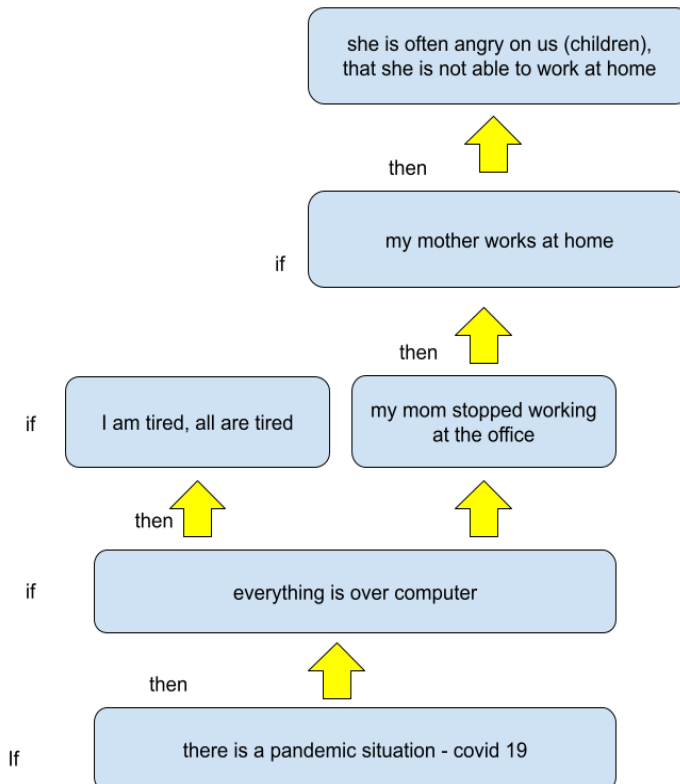 she is often angry on us (children),
that she is not able to work at home
then
my mother works at home
if
then
if
I am tired, all are tired
my mom stopped working
at the office
then
if
everything is over computer
then
If
there is a pandemic situation - covid 19